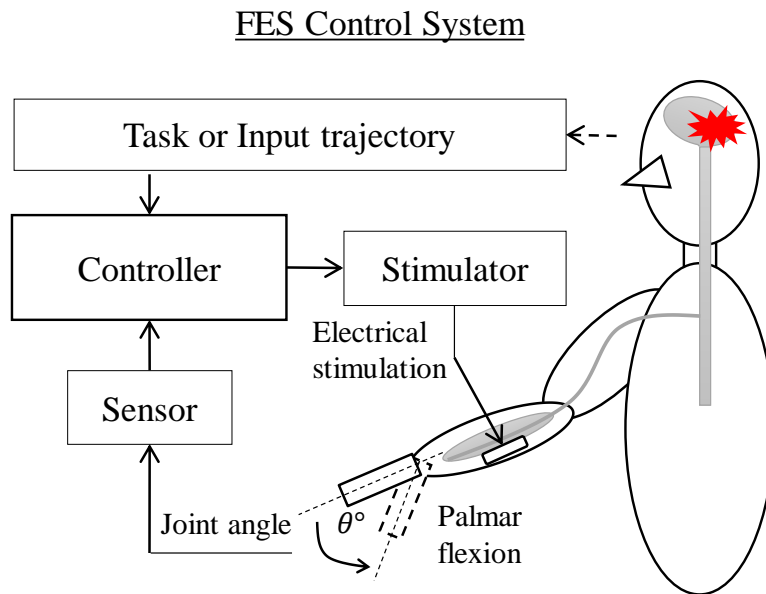 FES Control System
Task or Input trajectory
Controller
Stimulator
Electrical
stimulation
Sensor
Joint angle
θ°
Palmar
flexion